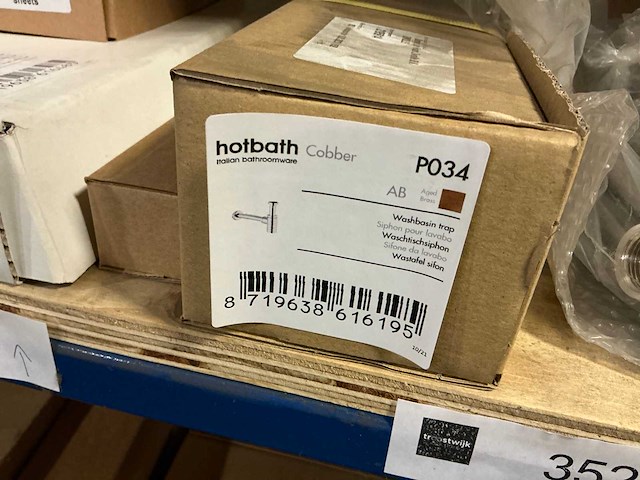 sheets
hotbath Cobber
Italian bathroomware
P034
AB Aged Brass
Washbasin trap
Siphon pour lavabo
Waschtischsiphon
Sifone da lavabo
Wastafel sifon
8 719638 616195
10/21
troostwijk
352